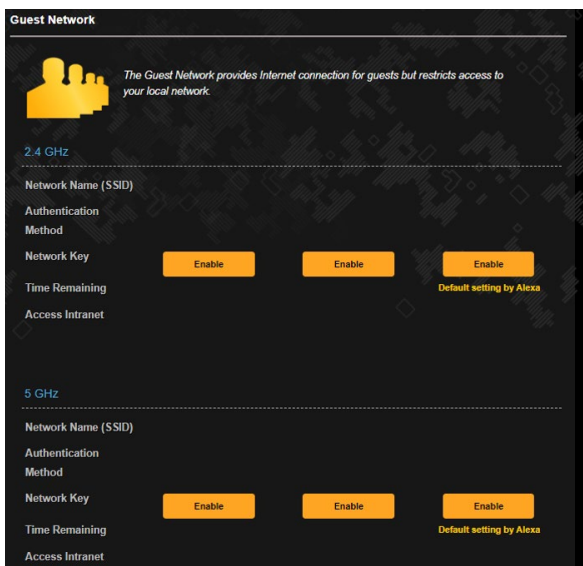 Guest Network
The Guest Network provides Internet connection for guests but restricts access to
your local network.
2.4 GHz
Network Name (SSID)
Authentication
Method
Network Key
Enable Enable Enable
Time Remaining
Default setting by Alexa
Access Intranet
5 GHz
Network Name (SSID)
Authentication
Method
Network Key
Enable Enable Enable
Time Remaining
Default setting by Alexa
Access Intranet